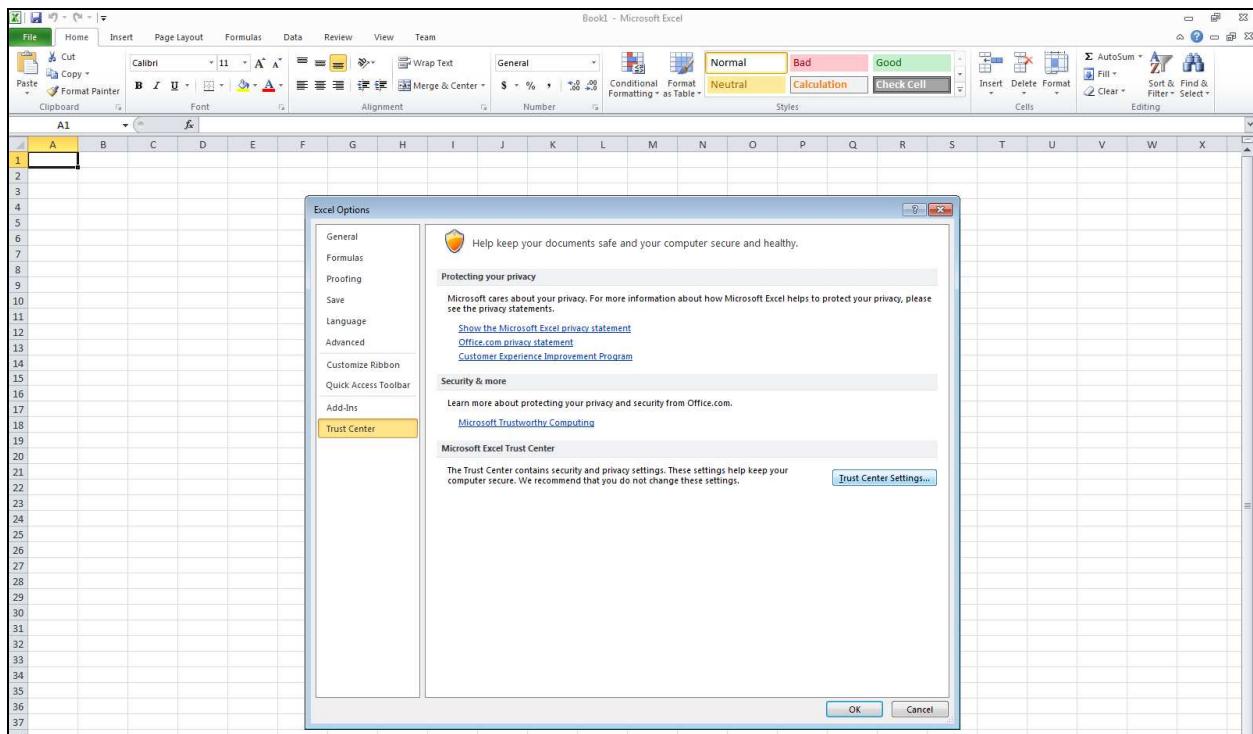 Book1 - Microsoft Excel
File Home Insert Page Layout Formulas Data Review View Team
Paste
Cut
Copy
Format Painter
Clipboard
Calibri 11 A A
B I U A
Font
Wrap Text
Merge & Center
Alignment
General
$ % , .0 .00 .00 .0
Number
Conditional Formatting
Format as Table
Normal Bad Good
Neutral Calculation Check Cell
Styles
Insert Delete Format
Cells
Σ AutoSum
Fill
Clear
Sort & Filter
Find & Select
Editing
A1 fx
A B C D E F G H I J K L M N O P Q R S T U V W X
1
2
3
4
5
6
7
8
9
10
11
12
13
14
15
16
17
18
19
20
21
22
23
24
25
26
27
28
29
30
31
32
33
34
35
36
37
Excel Options
General
Formulas
Proofing
Save
Language
Advanced
Customize Ribbon
Quick Access Toolbar
Add-Ins
Trust Center
Help keep your documents safe and your computer secure and healthy.
Protecting your privacy
Microsoft cares about your privacy. For more information about how Microsoft Excel helps to protect your privacy, please
see the privacy statements.
Show the Microsoft Excel privacy statement
Office.com privacy statement
Customer Experience Improvement Program
Security & more
Learn more about protecting your privacy and security from Office.com.
Microsoft Trustworthy Computing
Microsoft Excel Trust Center
The Trust Center contains security and privacy settings. These settings help keep your
computer secure. We recommend that you do not change these settings.
Trust Center Settings...
OK Cancel